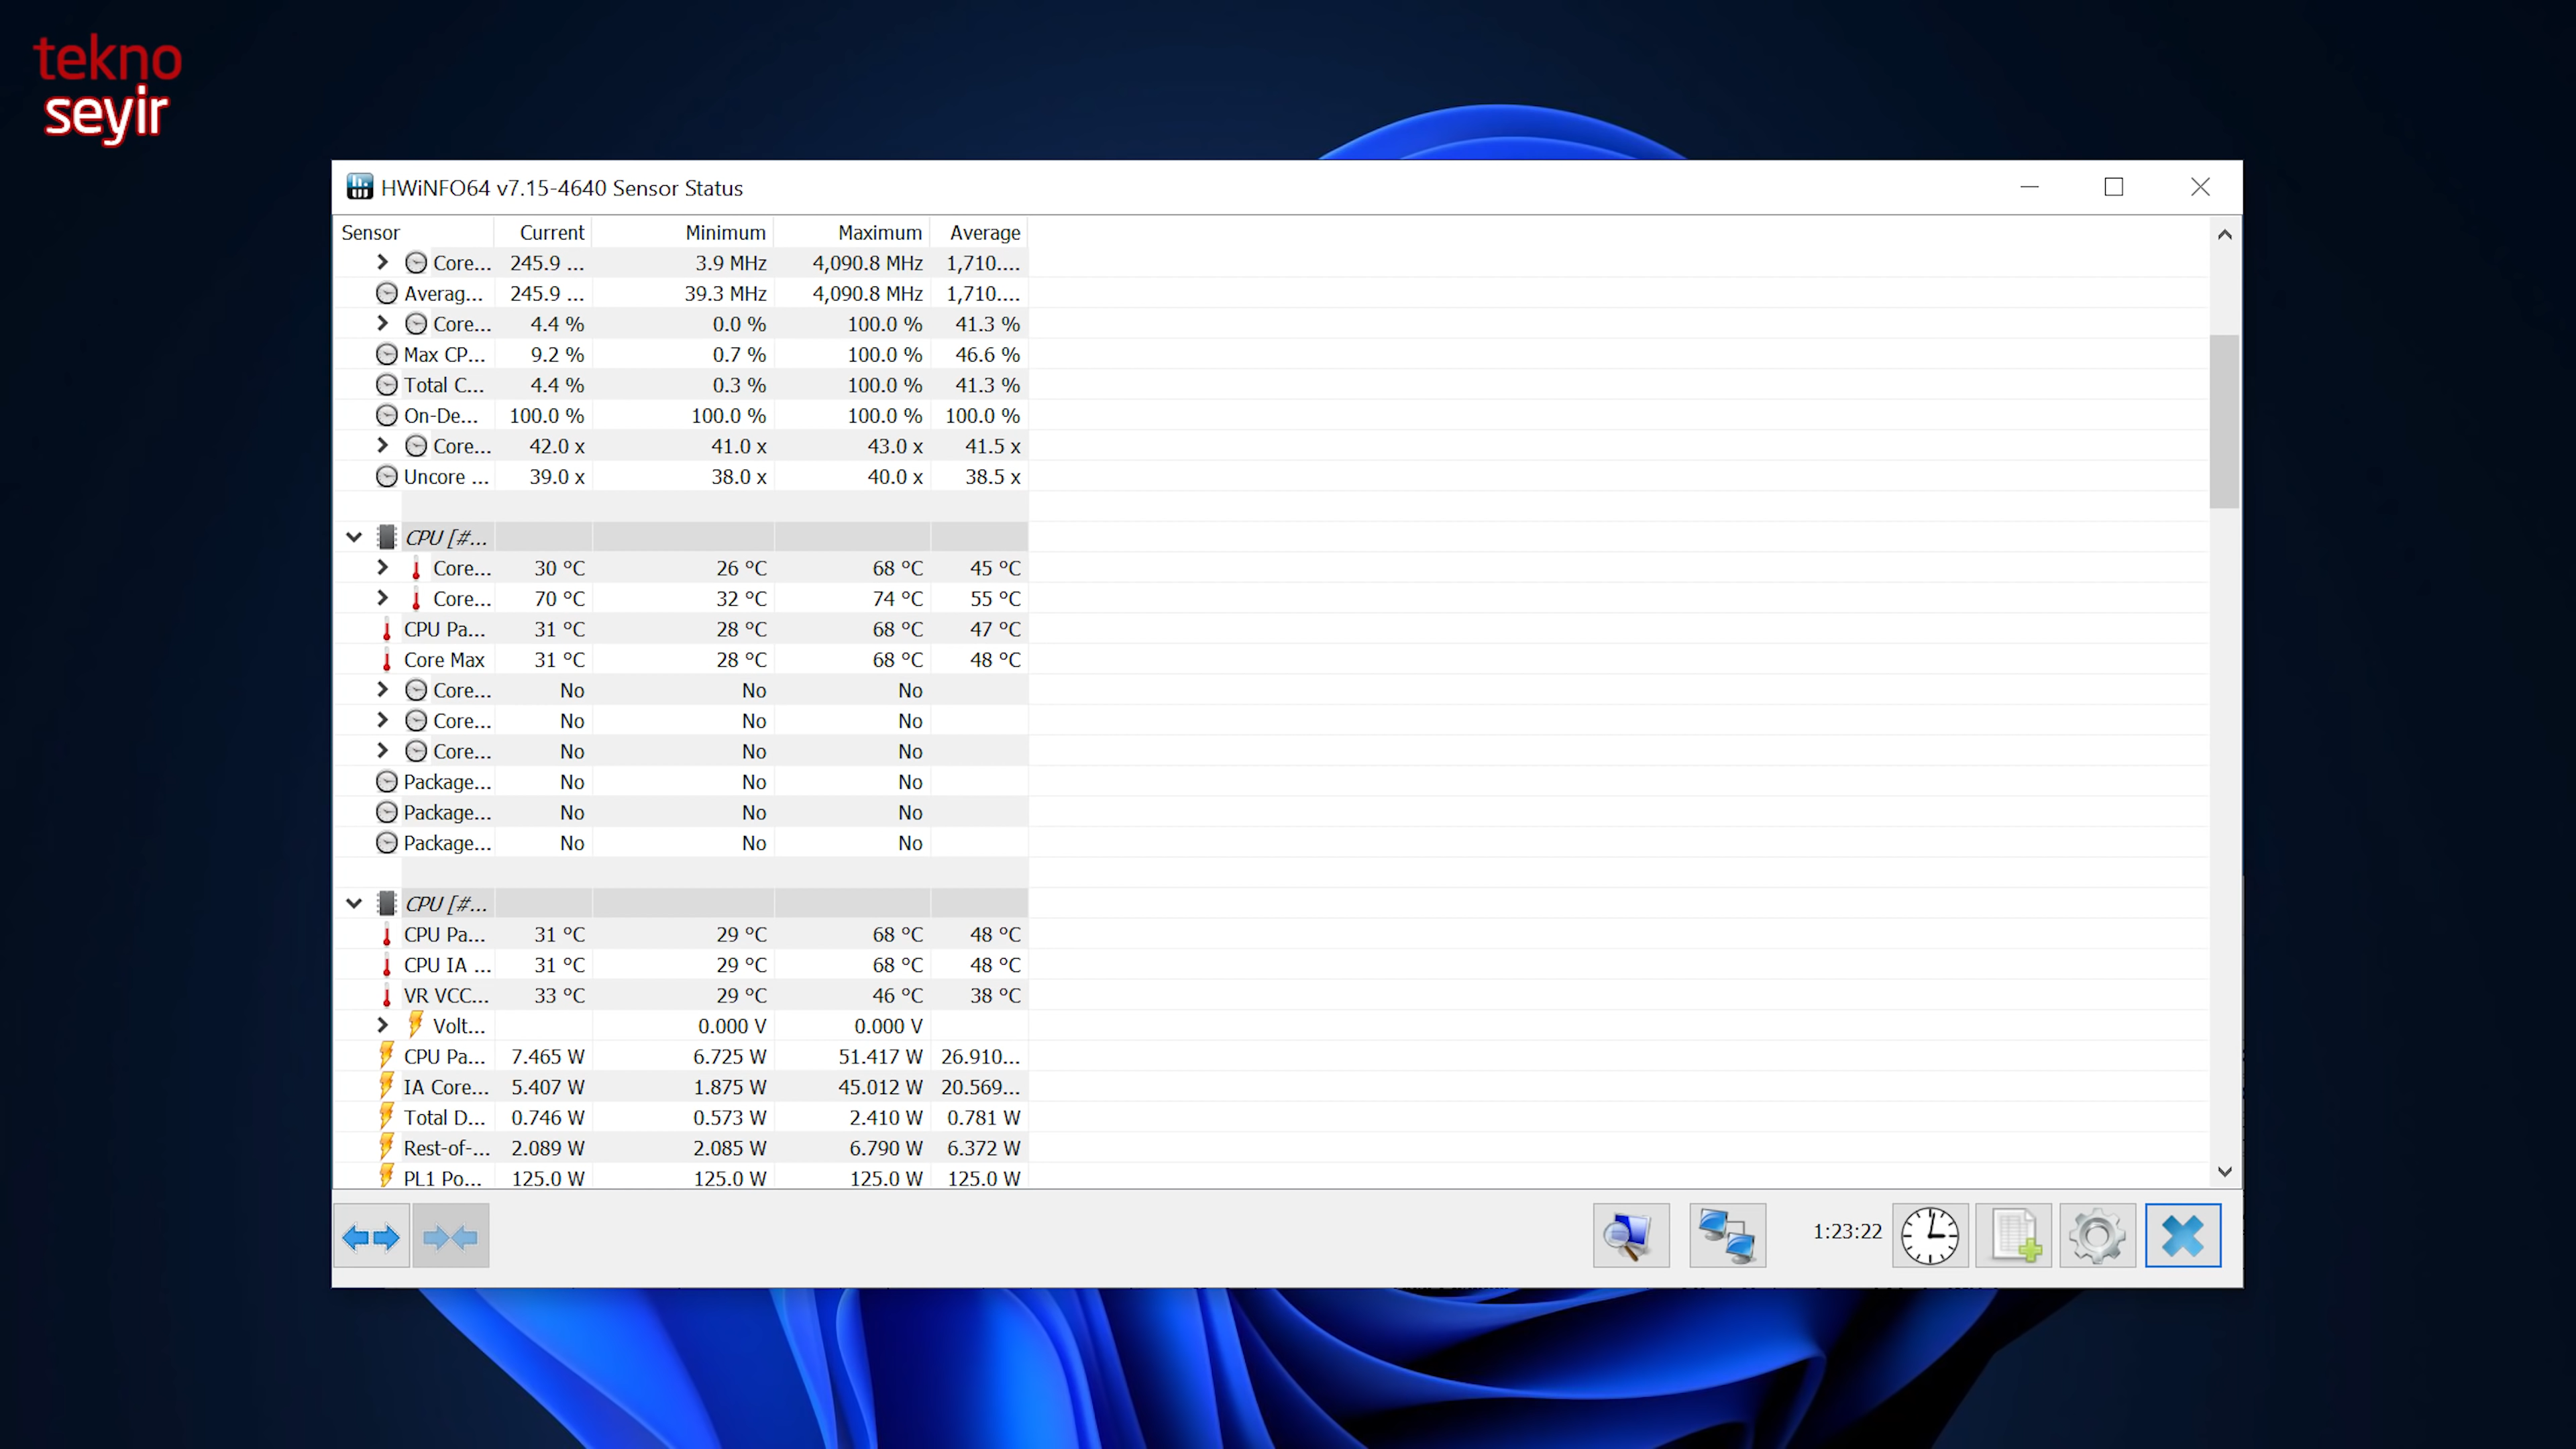 tekno
seyir
HWiNFO64 v7.15-4640 Sensor Status
Sensor Current Minimum Maximum Average
Core... 245.9 ... 3.9 MHz 4,090.8 MHz 1,710....
Averag... 245.9 ... 39.3 MHz 4,090.8 MHz 1,710....
Core... 4.4 % 0.0 % 100.0 % 41.3 %
Max CP... 9.2 % 0.7 % 100.0 % 46.6 %
Total C... 4.4 % 0.3 % 100.0 % 41.3 %
On-De... 100.0 % 100.0 % 100.0 % 100.0 %
Core... 42.0 x 41.0 x 43.0 x 41.5 x
Uncore ... 39.0 x 38.0 x 40.0 x 38.5 x
CPU [#...
Core... 30 °C 26 °C 68 °C 45 °C
Core... 70 °C 32 °C 74 °C 55 °C
CPU Pa... 31 °C 28 °C 68 °C 47 °C
Core Max 31 °C 28 °C 68 °C 48 °C
Core... No No No
Core... No No No
Core... No No No
Package... No No No
Package... No No No
Package... No No No
CPU [#...
CPU Pa... 31 °C 29 °C 68 °C 48 °C
CPU IA ... 31 °C 29 °C 68 °C 48 °C
VR VCC... 33 °C 29 °C 46 °C 38 °C
Volt... 0.000 V 0.000 V
CPU Pa... 7.465 W 6.725 W 51.417 W 26.910...
IA Core... 5.407 W 1.875 W 45.012 W 20.569...
Total D... 0.746 W 0.573 W 2.410 W 0.781 W
Rest-of-... 2.089 W 2.085 W 6.790 W 6.372 W
PL1 Po... 125.0 W 125.0 W 125.0 W 125.0 W
1:23:22